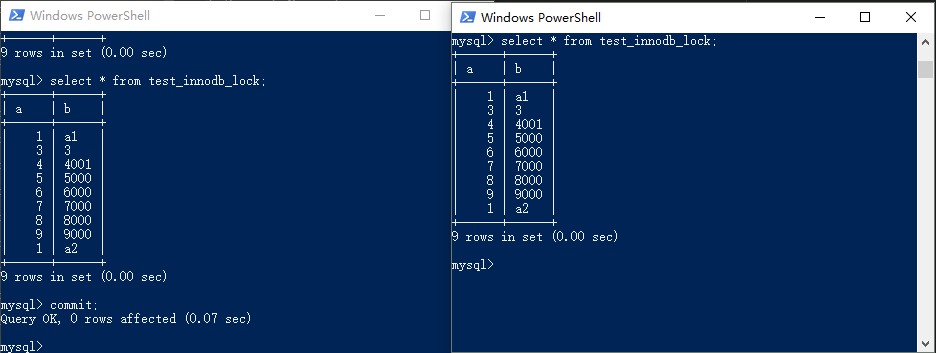 Windows PowerShell
9 rows in set (0.00 sec)
mysql> select * from test_innodb_lock;
| a | b |
| 1 | a1 |
| 3 | 3 |
| 4 | 4001 |
| 5 | 5000 |
| 6 | 6000 |
| 7 | 7000 |
| 8 | 8000 |
| 9 | 9000 |
| 1 | a2 |
9 rows in set (0.00 sec)
mysql> commit;
Query OK, 0 rows affected (0.07 sec)
mysql>
Windows PowerShell
mysql> select * from test_innodb_lock;
| a | b |
| 1 | a1 |
| 3 | 3 |
| 4 | 4001 |
| 5 | 5000 |
| 6 | 6000 |
| 7 | 7000 |
| 8 | 8000 |
| 9 | 9000 |
| 1 | a2 |
9 rows in set (0.00 sec)
mysql>